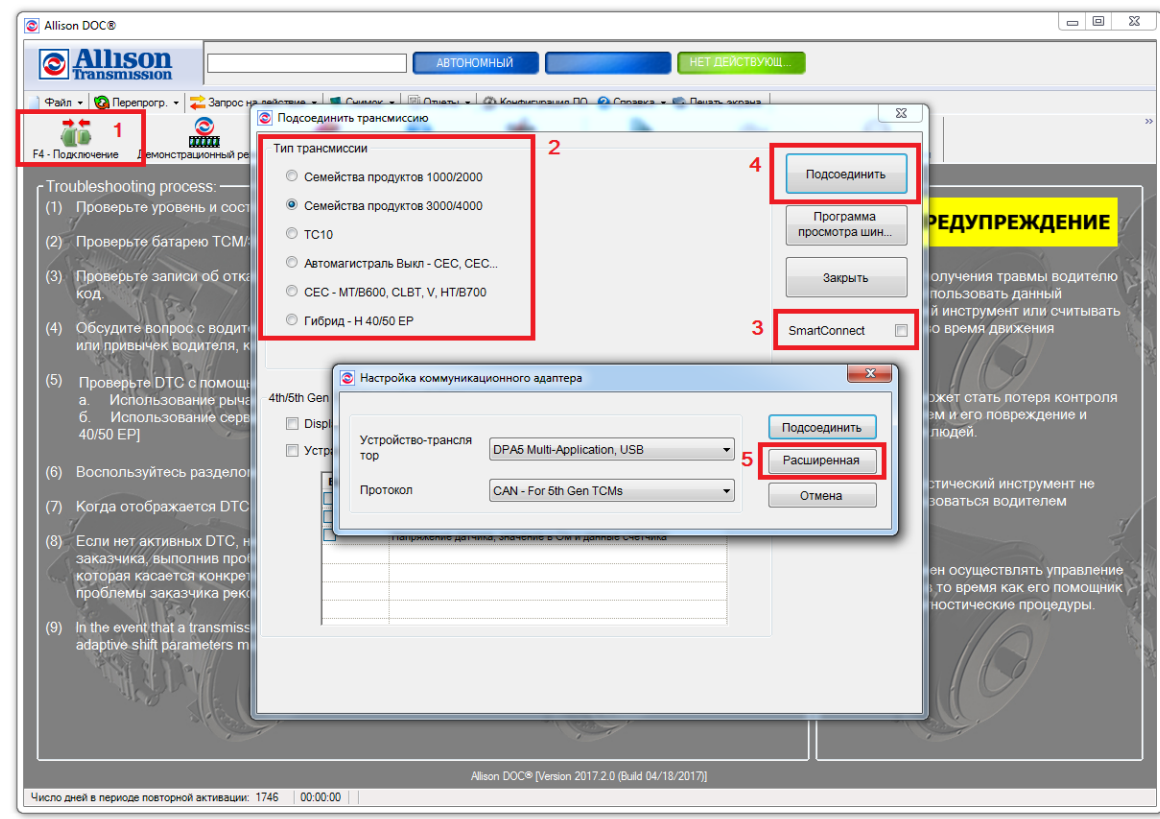 Allison DOC®
Allison
Transmission
АВТОНОМНЫЙ
НЕТ ДЕЙСТВУЮЩ...
Файл
Перепрогр.
Запрос на действие
Снимок
Отчеты
Конфигурация ПО
Справка
Печать экрана
1
F4 - Подключение
Демонстрационный ре
»
Troubleshooting process:
(1) Проверьте уровень и сост
(2) Проверьте батарею TCM/
(3) Проверьте записи об отка
код.
(4) Обсудите вопрос с водите
или привычек водителя, к
(5) Проверьте DTC с помощь
а. Использование рыча
б. Использование серв
40/50 EP]
(6) Воспользуйтесь разделом
(7) Когда отображается DTC
(8) Если нет активных DTC, н
заказчика, выполнив проб
которая касается конкрет
проблемы заказчика реко
(9) In the event that a transmiss
adaptive shift parameters m
Подсоединить трансмиссию
Тип трансмиссии
2
Семейства продуктов 1000/2000
Семейства продуктов 3000/4000
TC10
Автомагистраль Выкл - CEC, CEC...
CEC - MT/B600, CLBT, V, HT/B700
Гибрид - H 40/50 EP
4
Подсоединить
Программа
просмотра шин...
Закрыть
3
SmartConnect
4th/5th Gen
Displ
Устра
Настройка коммуникационного адаптера
Устройство-трансля
тор
DPA5 Multi-Application, USB
Протокол
CAN - For 5th Gen TCMs
Подсоединить
5
Расширенная
Отмена
Напряжение датчика, значение в Ом и данные счетчика
РЕДУПРЕЖДЕНИЕ
олучения травмы водителю
пользовать данный
й инструмент или считывать
во время движения
ожет стать потеря контроля
ем и его повреждение и
людей.
стический инструмент не
зоваться водителем
ен осуществлять управление
в то время как его помощник
ностические процедуры.
Allison DOC® [Version 2017.2.0 (Build 04/18/2017)]
Число дней в периоде повторной активации: 1746
00:00:00